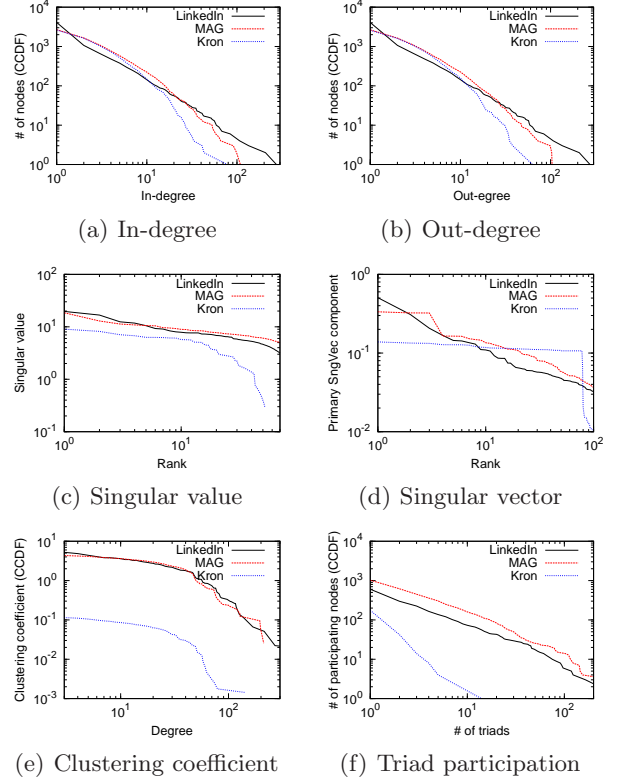 # of nodes (CCDF)
10^4
10^3
10^2
10^1
10^0
LinkedIn
MAG
Kron
10^0 10^1 10^2
In-degree
(a) In-degree
# of nodes (CCDF)
10^4
10^3
10^2
10^1
10^0
LinkedIn
MAG
Kron
10^0 10^1 10^2
Out-egree
(b) Out-degree
Singular value
10^2
10^1
10^0
10^-1
LinkedIn
MAG
Kron
10^0 10^1
Rank
(c) Singular value
Primary SngVec component
10^0
10^-1
10^-2
LinkedIn
MAG
Kron
10^0 10^1 10^2
Rank
(d) Singular vector
Clustering coefficient (CCDF)
10^1
10^0
10^-1
10^-2
10^-3
LinkedIn
MAG
Kron
10^1 10^2
Degree
(e) Clustering coefficient
# of participating nodes (CCDF)
10^4
10^3
10^2
10^1
10^0
LinkedIn
MAG
Kron
10^0 10^1 10^2
# of triads
(f) Triad participation